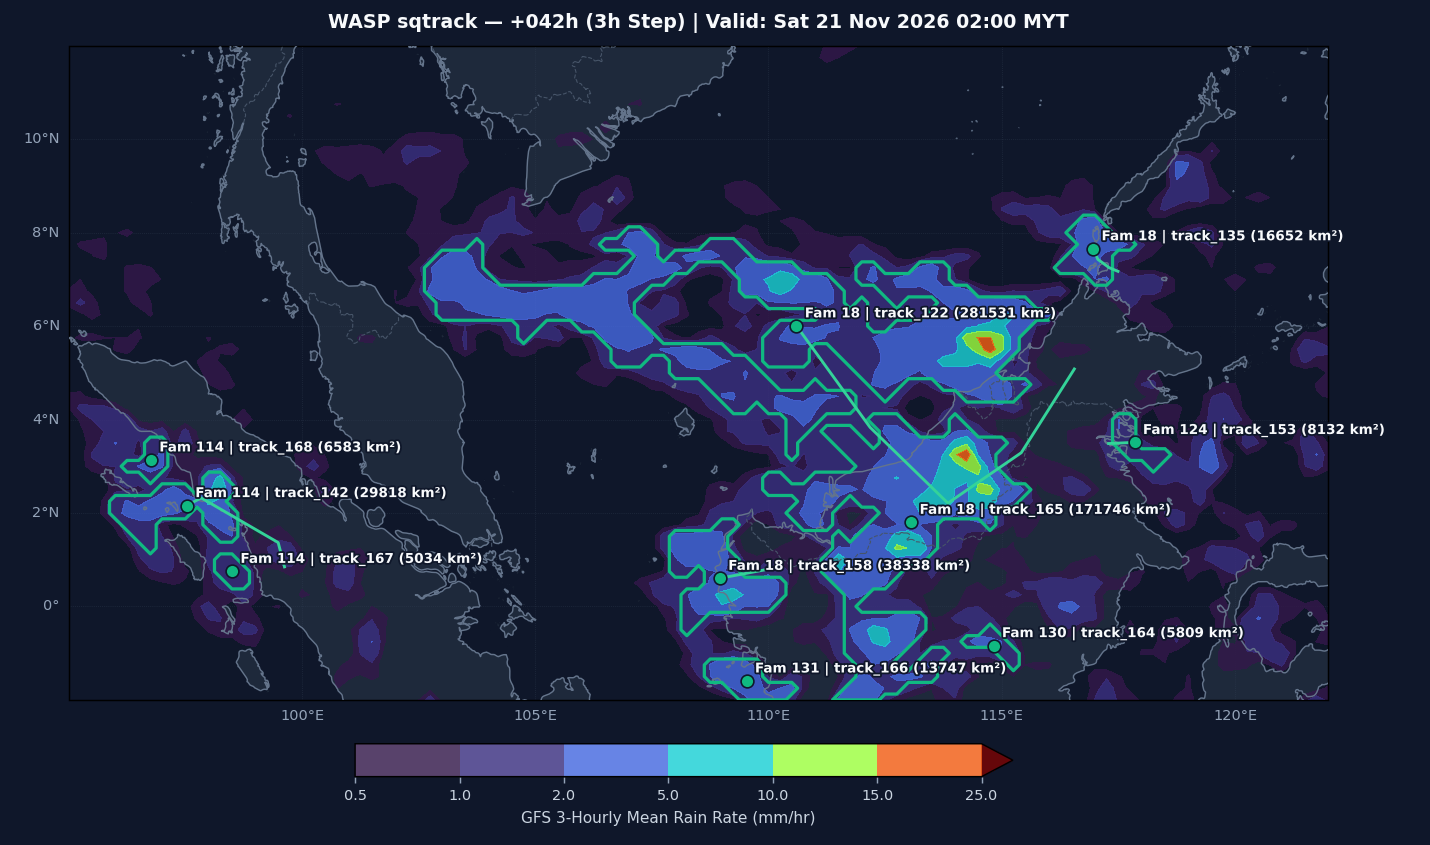 WASP sqtrack — +042h (3h Step) | Valid: Sat 21 Nov 2026 02:00 MYT
10°N
8°N
6°N
4°N
2°N
0°
Fam 18 | track_135 (16652 km²)
Fam 18 | track_122 (281531 km²)
Fam 124 | track_153 (8132 km²)
Fam 114 | track_168 (6583 km²)
Fam 114 | track_142 (29818 km²)
Fam 18 | track_165 (171746 km²)
Fam 114 | track_167 (5034 km²)
Fam 18 | track_158 (38338 km²)
Fam 130 | track_164 (5809 km²)
Fam 131 | track_166 (13747 km²)
100°E 105°E 110°E 115°E 120°E
0.5 1.0 2.0 5.0 10.0 15.0 25.0
GFS 3-Hourly Mean Rain Rate (mm/hr)